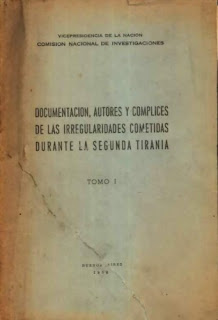 VICEPRESIDENCIA DE LA NACION
COMISION NACIONAL DE INVESTIGACIONES
DOCUMENTACION, AUTORES Y COMPLICES
DE LAS IRREGULARIDADES COMETIDAS
DURANTE LA SEGUNDA TIRANIA
TOMO I
BUENOS AIRES